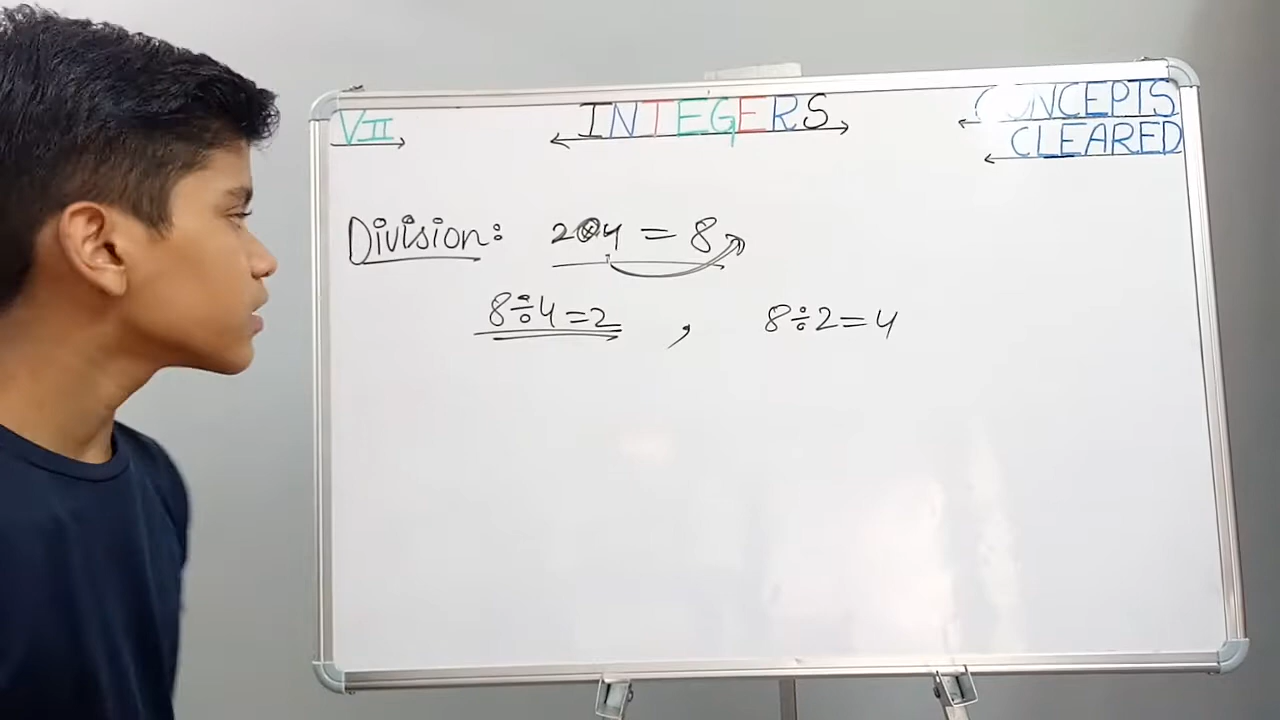 VII
INTEGERS
CONCEPTS
CLEARED
Division: 2×4 = 8
8÷4=2 , 8÷2=4